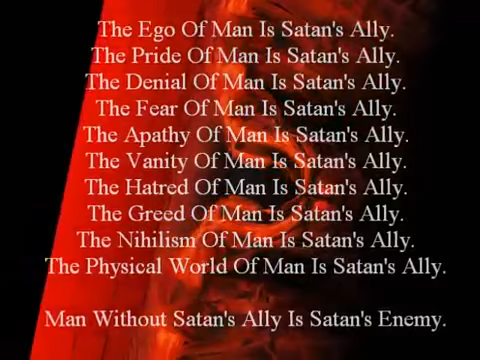 The Ego Of Man Is Satan's Ally.
The Pride Of Man Is Satan's Ally.
The Denial Of Man Is Satan's Ally.
The Fear Of Man Is Satan's Ally.
The Apathy Of Man Is Satan's Ally.
The Vanity Of Man Is Satan's Ally.
The Hatred Of Man Is Satan's Ally.
The Greed Of Man Is Satan's Ally.
The Nihilism Of Man Is Satan's Ally.
The Physical World Of Man Is Satan's Ally.
Man Without Satan's Ally Is Satan's Enemy.